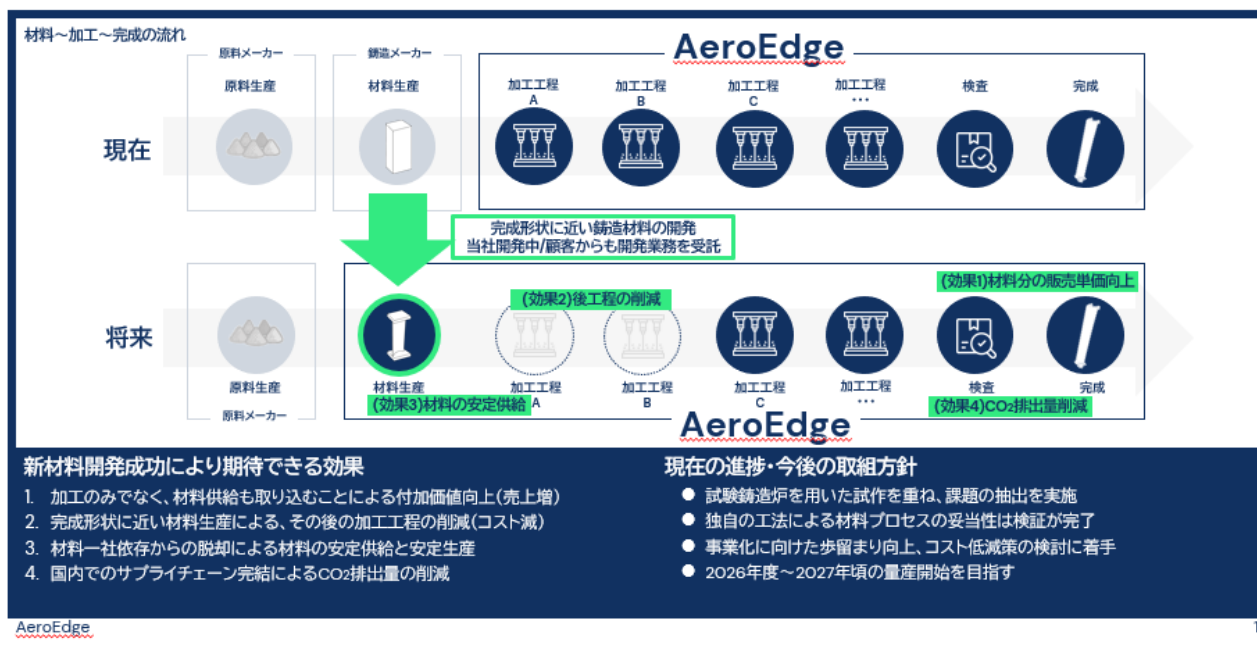 材料～加工～完成の流れ
原料メーカー
鋳造メーカー
AeroEdge
原料生産
材料生産
加工工程
A
加工工程
B
加工工程
C
加工工程
…
検査
完成
現在
完成形状に近い鋳造材料の開発
当社開発中/顧客からも開発業務を受託
(効果1)材料分の販売単価向上
(効果2)後工程の削減
将来
原料生産
材料生産
加工工程
A
加工工程
B
加工工程
C
加工工程
…
検査
完成
(効果3)材料の安定供給
(効果4)CO₂排出量削減
原料メーカー
AeroEdge
新材料開発成功により期待できる効果
1. 加工のみでなく、材料供給も取り込むことによる付加価値向上(売上増)
2. 完成形状に近い材料生産による、その後の加工工程の削減(コスト減)
3. 材料一社依存からの脱却による材料の安定供給と安定生産
4. 国内でのサプライチェーン完結によるCO₂排出量の削減
現在の進捗・今後の取組方針
● 試験鋳造炉を用いた試作を重ね、課題の抽出を実施
● 独自の工法による材料プロセスの妥当性は検証が完了
● 事業化に向けた歩留まり向上、コスト低減策の検討に着手
● 2026年度～2027年頃の量産開始を目指す
AeroEdge